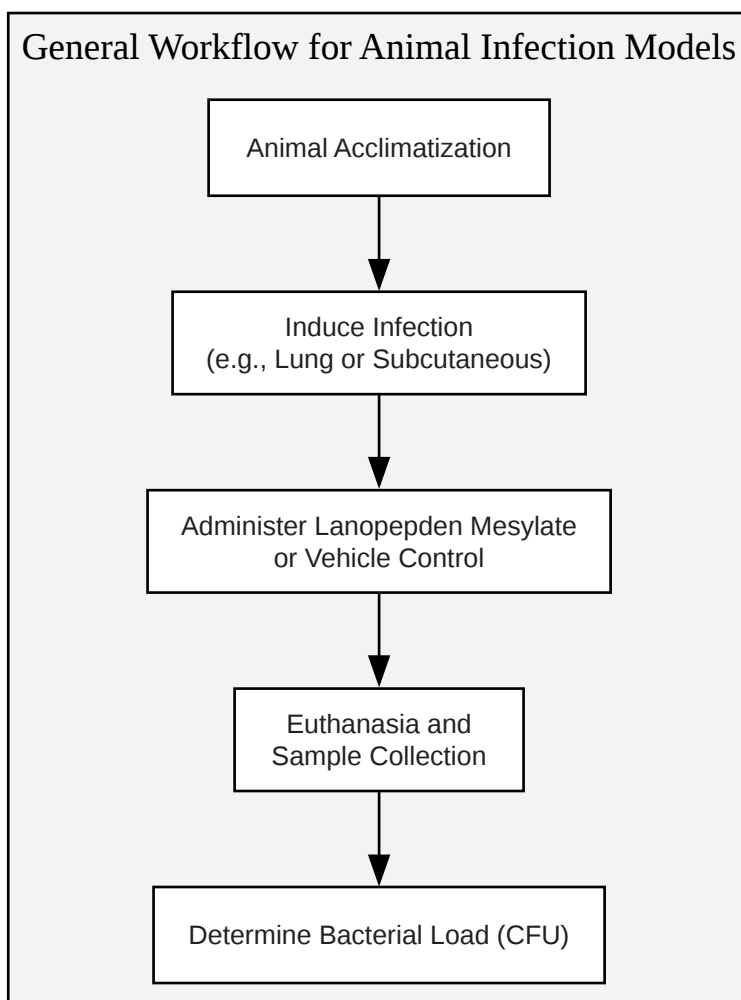 General Workflow for Animal Infection Models
Animal Acclimatization
Induce Infection
(e.g., Lung or Subcutaneous)
Administer Lanopepden Mesylate
or Vehicle Control
Euthanasia and
Sample Collection
Determine Bacterial Load (CFU)